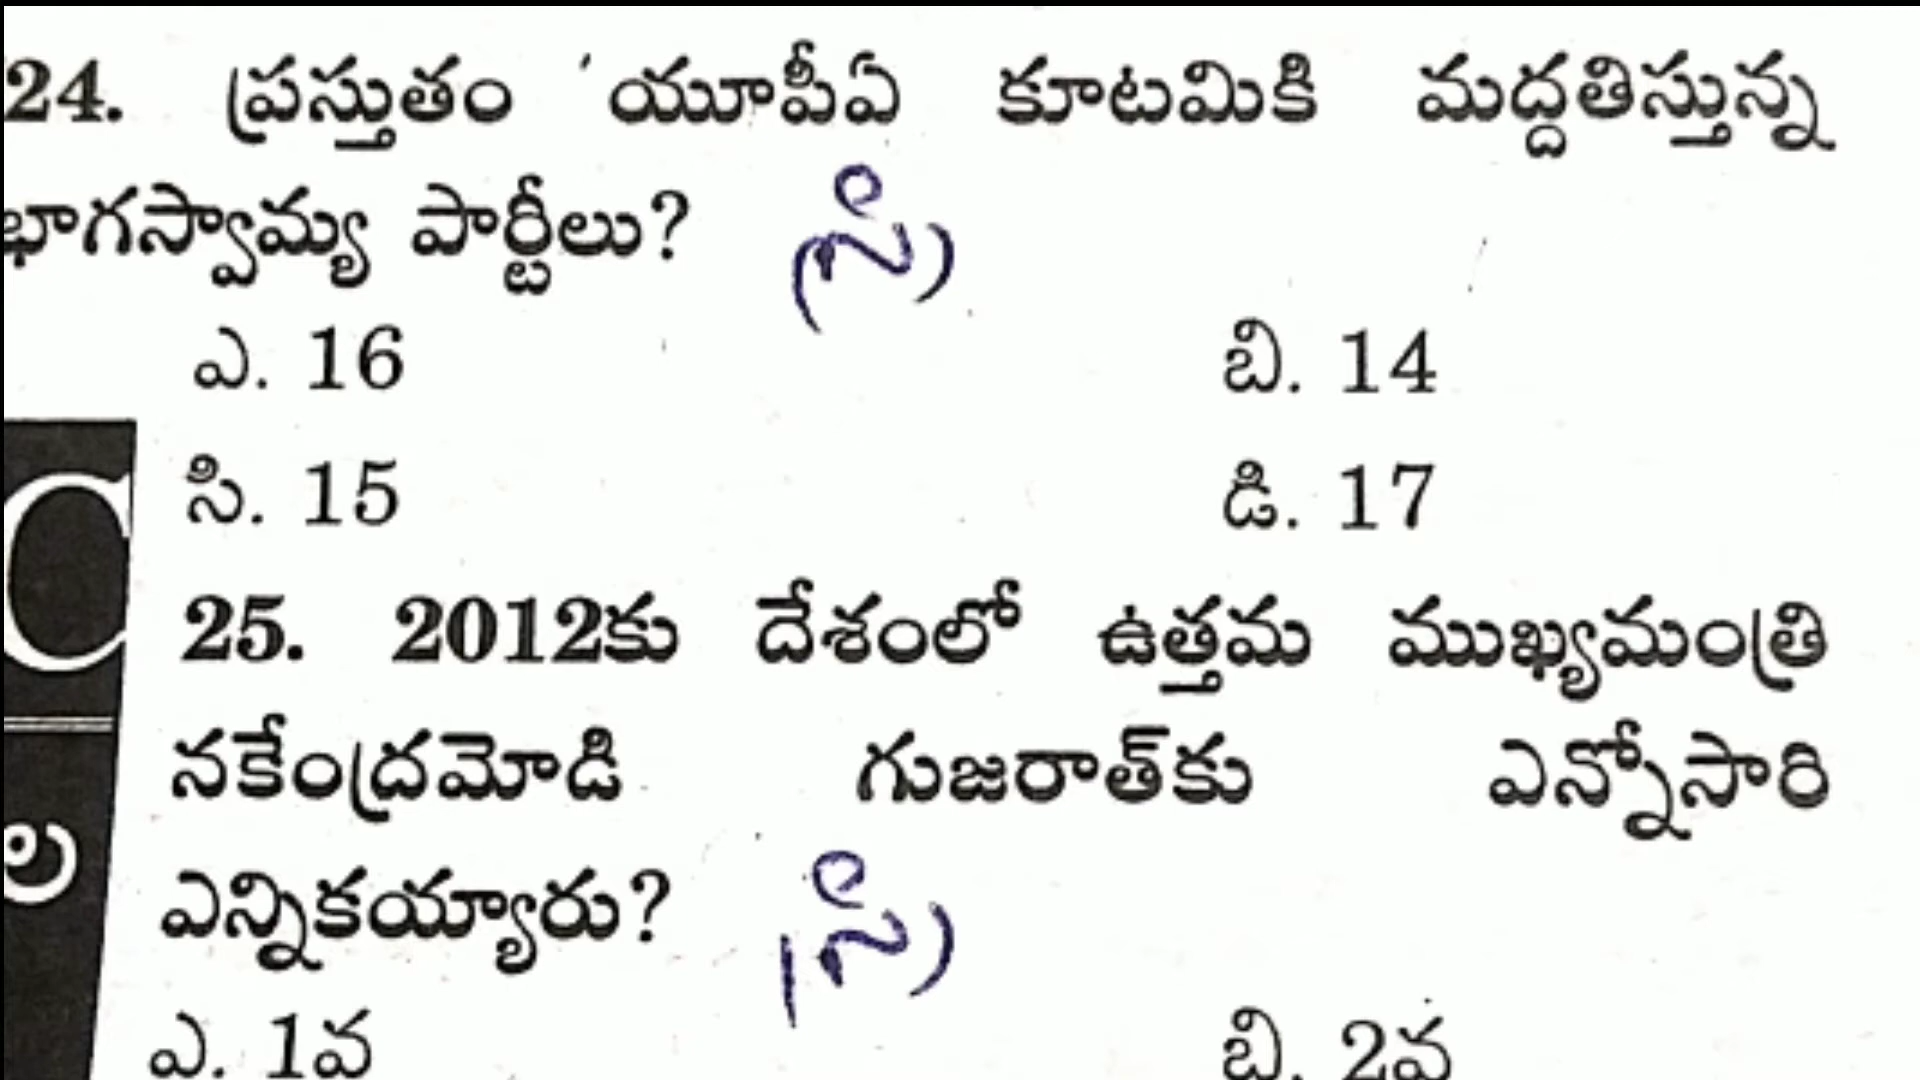 24. ప్రస్తుతం 'యూపీఏ కూటమికి మద్దతిస్తున్న
భాగస్వామ్య పార్టీలు? (సి)
ఎ. 16 బి. 14
సి. 15 డి. 17
C
25. 2012కు దేశంలో ఉత్తమ ముఖ్యమంత్రి
నకేంద్రమోడి గుజరాత్‌కు ఎన్నోసారి
ల
ఎన్నికయ్యారు? (సి)
ఎ. 1వ బి. 2వ